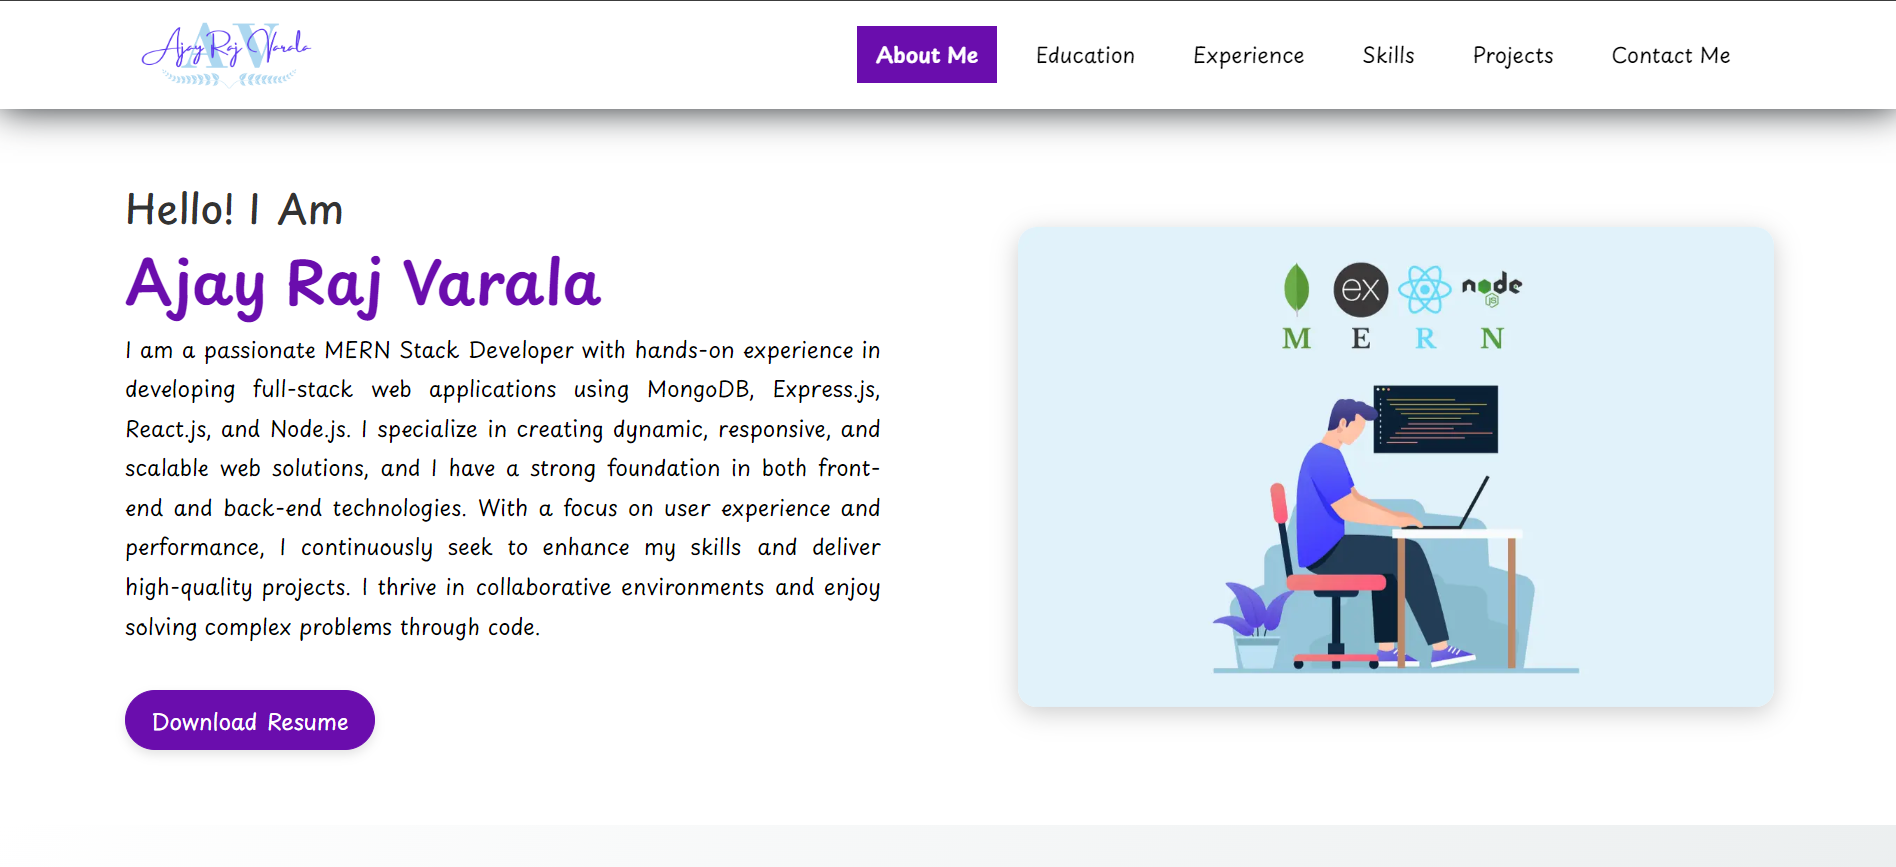 AV
Ajay Raj Varala
About Me
Education
Experience
Skills
Projects
Contact Me
Hello! I Am
Ajay Raj Varala
I am a passionate MERN Stack Developer with hands-on experience in
developing full-stack web applications using MongoDB, Express.js,
React.js, and Node.js. I specialize in creating dynamic, responsive, and
scalable web solutions, and I have a strong foundation in both front-
end and back-end technologies. With a focus on user experience and
performance, I continuously seek to enhance my skills and deliver
high-quality projects. I thrive in collaborative environments and enjoy
solving complex problems through code.
Download Resume
ex
node
JS
M E R N